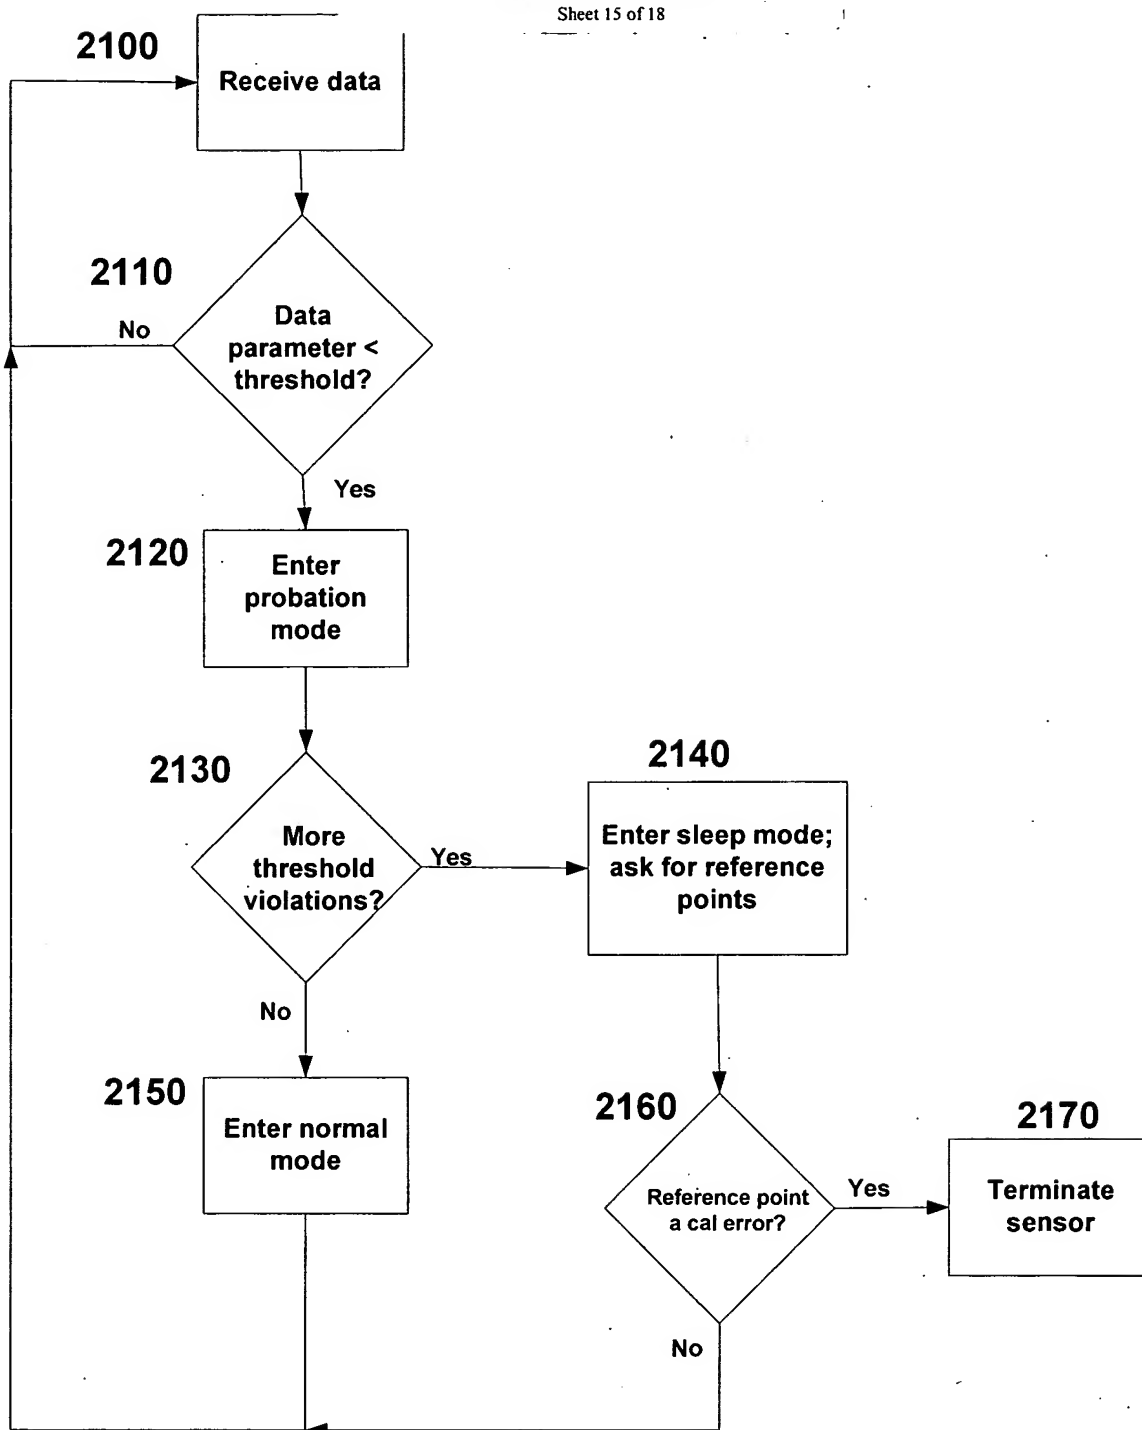 Sheet 15 of 18
2100
Receive data
2110
No
Data
parameter <
threshold?
Yes
2120
Enter
probation
mode
2130
More
threshold
violations?
Yes
2140
Enter sleep mode;
ask for reference
points
No
2150
Enter normal
mode
2160
Reference point
a cal error?
Yes
2170
Terminate
sensor
No